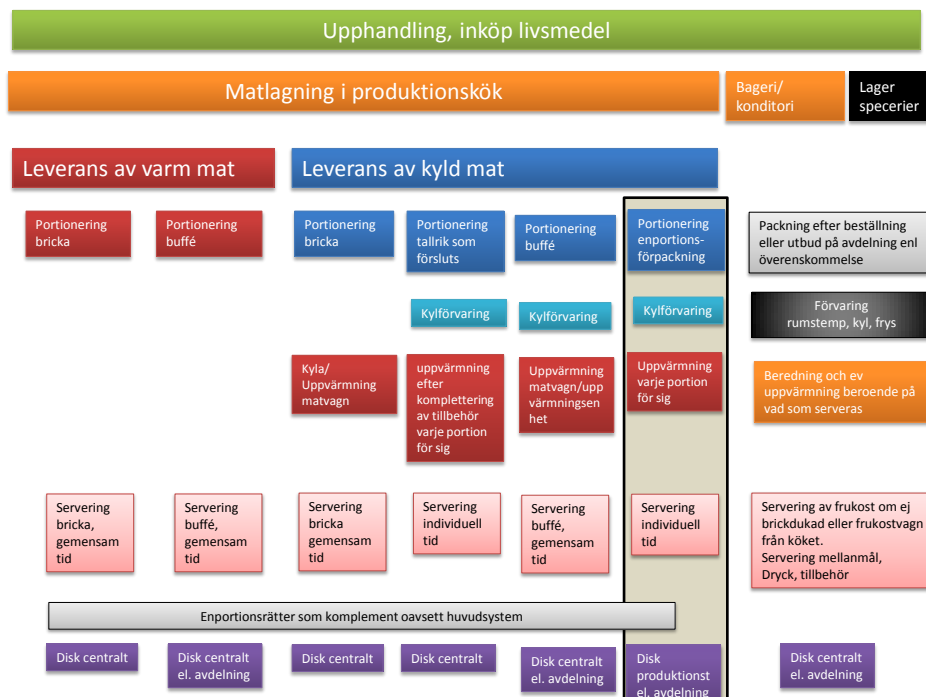 Upphandling, inköp livsmedel
Matlagning i produktionskök
Bageri/
konditori
Lager
specerier
Leverans av varm mat
Leverans av kyld mat
Portionering
bricka
Portionering
buffé
Portionering
bricka
Portionering
tallrik som
försluts
Portionering
buffé
Portionering
enportions-
förpackning
Packning efter beställning
eller utbud på avdelning enl
överenskommelse
Kylförvaring
Kylförvaring
Kylförvaring
Förvaring
rumstemp, kyl, frys
Kyla/
Uppvärmning
matvagn
uppvärmning
efter
komplettering
av tillbehör
varje portion
för sig
Uppvärmning
matvagn/upp
värmningsen
het
Uppvärmning
varje portion
för sig
Beredning och ev
uppvärmning beroende på
vad som serveras
Servering
bricka,
gemensam
tid
Servering
buffé,
gemensam
tid
Servering
bricka
gemensam
tid
Servering
individuell
tid
Servering
buffé,
gemensam
tid
Servering
individuell
tid
Servering av frukost om ej
brickdukad eller frukostvagn
från köket.
Servering mellanmål,
Dryck, tillbehör
Enportionsrätter som komplement oavsett huvudsystem
Disk centralt
Disk centralt
el. avdelning
Disk centralt
Disk centralt
Disk centralt
el. avdelning
Disk
produktionst
el. avdelning
Disk centralt
el. avdelning